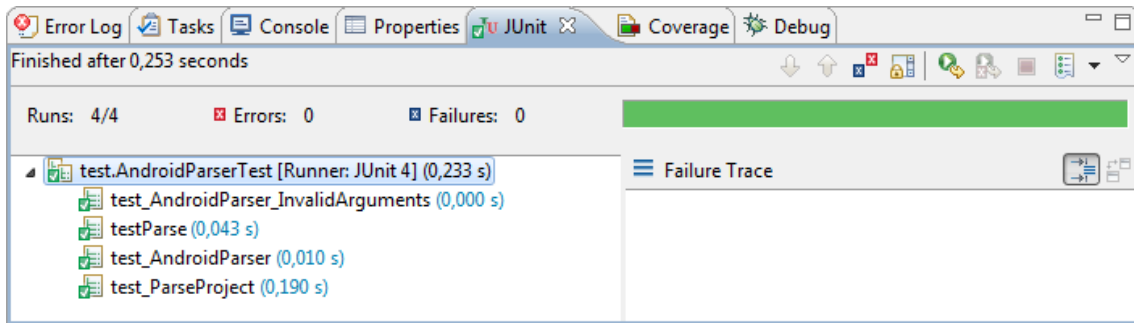 Error Log Tasks Console Properties JUnit Coverage Debug
Finished after 0,253 seconds
Runs: 4/4 Errors: 0 Failures: 0
test.AndroidParserTest [Runner: JUnit 4] (0,233 s)
Failure Trace
test_AndroidParser_InvalidArguments (0,000 s)
testParse (0,043 s)
test_AndroidParser (0,010 s)
test_ParseProject (0,190 s)